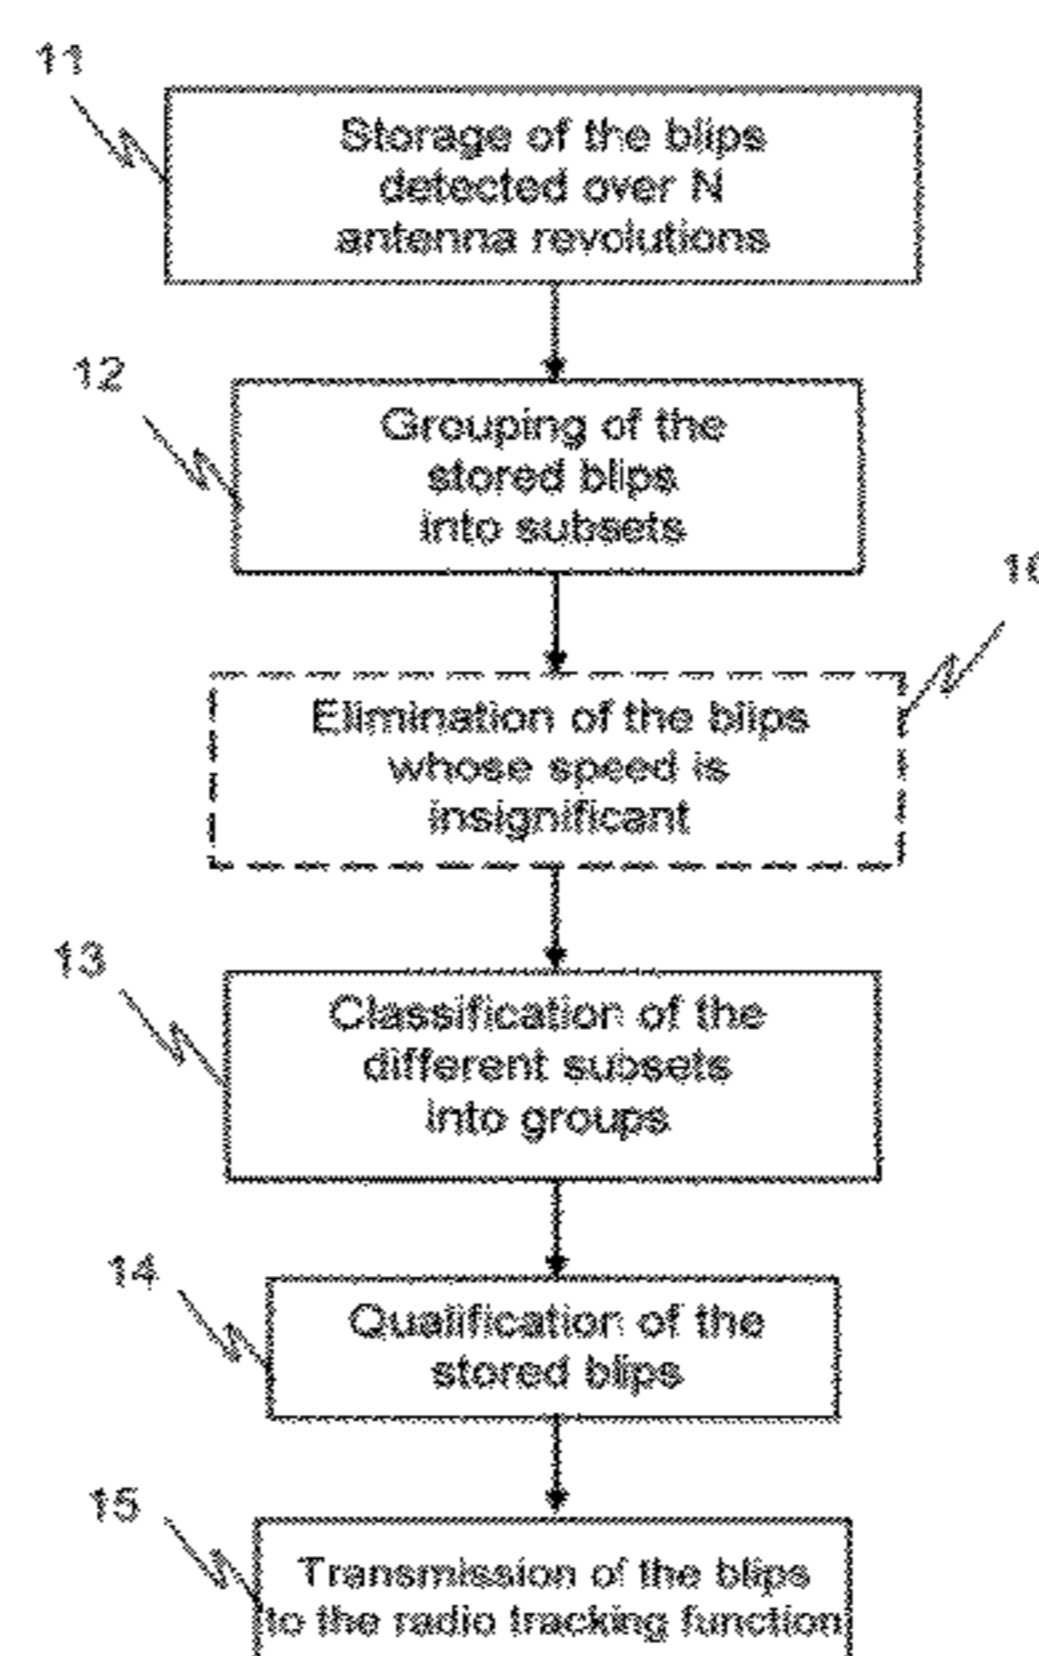 11
Storage of the blips
detected over N
antenna revolutions
12
Grouping of the
stored blips
into subsets
Elimination of the blips
whose speed is
insignificant
13
Classification of the
different subsets
into groups
14
Qualification of the
stored blips
15
Transmission of the blips
to the radio tracking function